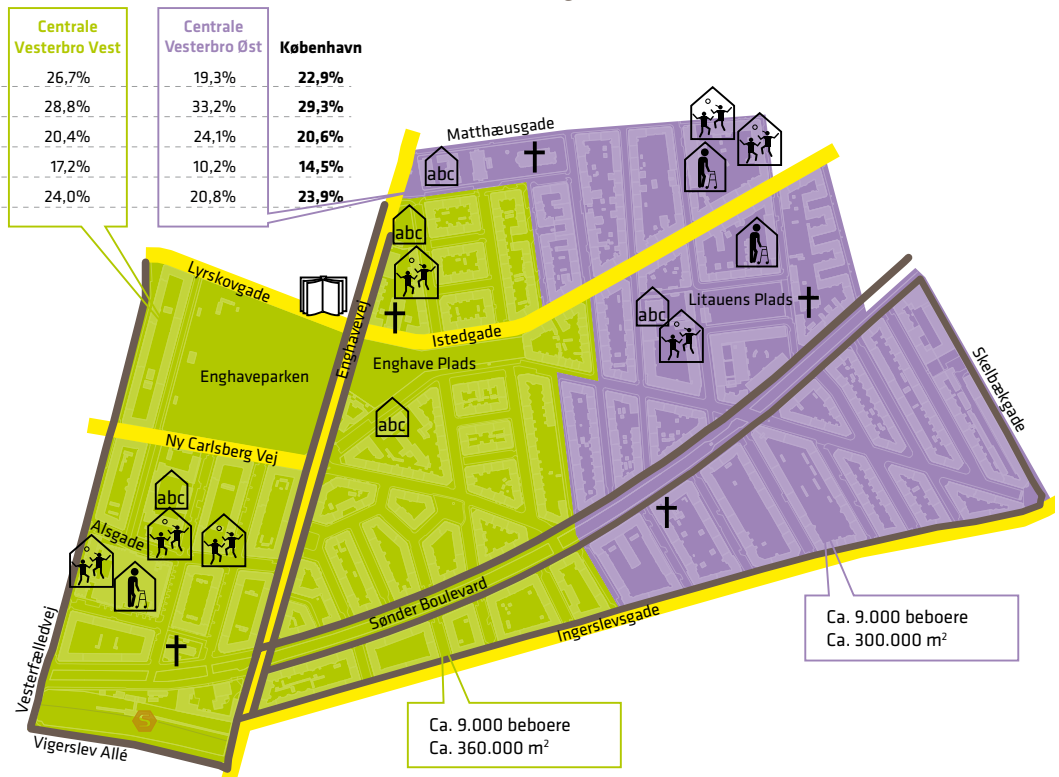 Centrale
Vesterbro Vest
Centrale
Vesterbro Øst
København
26,7% 19,3% 22,9%
28,8% 33,2% 29,3%
20,4% 24,1% 20,6%
17,2% 10,2% 14,5%
24,0% 20,8% 23,9%
Matthæusgade
abc
abc
Lyrskovgade
Enghavevej
Istedgade
Litauens Plads
abc
Enghaveparken
Enghave Plads
Skelbækgade
abc
Ny Carlsberg Vej
abc
Alsgade
Sønder Boulevard
Ingerslevsgade
Vesterfælledvej
Ca. 9.000 beboere
Ca. 300.000 m²
S
Vigerslev Allé
Ca. 9.000 beboere
Ca. 360.000 m²